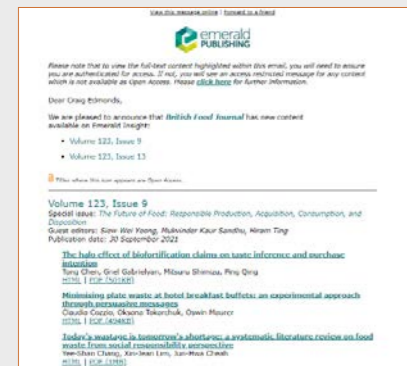 View this message online | Forward to a friend
emerald
PUBLISHING
Please note that to view the full-text content highlighted within this email, you will need to ensure
you are authenticated for access. If not, you will see an access restricted message for any content
which is not available as Open Access. Please click here for further information.
Dear Craig Edmonds,
We are pleased to announce that British Food Journal has new content
available on Emerald Insight:
• Volume 123, Issue 9
• Volume 123, Issue 13
Titles where this icon appears are Open Access.
Volume 123, Issue 9
Special issue: The Future of Food: Responsible Production, Acquisition, Consumption, and
Disposition
Guest editors: Siew Wei Yeong, Mukvinder Kaur Sandhu, Hiram Ting
Publication date: 30 September 2021
The halo effect of biofortification claims on taste inference and purchase
intention
Tung Chen, Gnel Gabrielyan, Mitsuru Shimizu, Ping Qing
HTML | PDF (501KB)
Minimising plate waste at hotel breakfast buffets: an experimental approach
through persuasive messages
Claudia Cozzio, Oksana Tokarchuk, Oswin Maurer
HTML | PDF (494KB)
Today's wastage is tomorrow's shortage: a systematic literature review on food
waste from social responsibility perspective
Yee-Shan Chang, Xin-Jean Lim, Jun-Hwa Cheah
HTML | PDF (1MB)